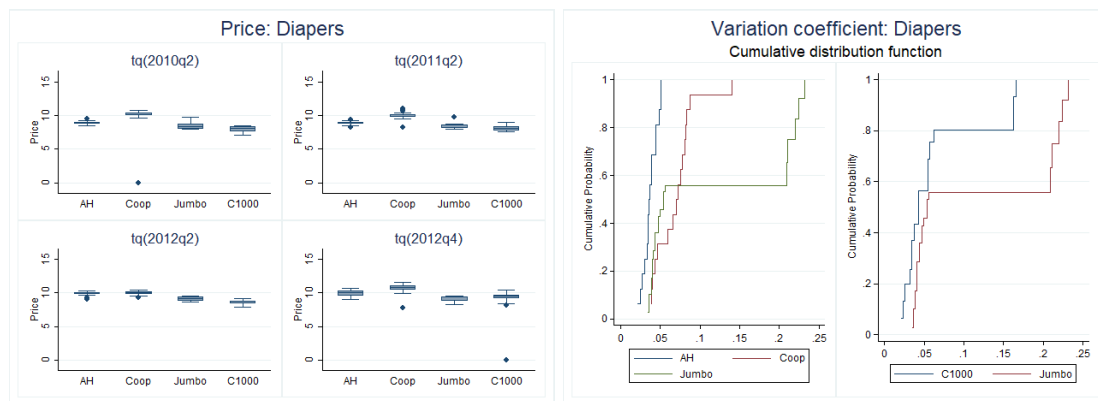 Price: Diapers
tq(2010q2)
Price
0 5 10 15
AH Coop Jumbo C1000
tq(2011q2)
Price
0 5 10 15
AH Coop Jumbo C1000
tq(2012q2)
Price
0 5 10 15
AH Coop Jumbo C1000
tq(2012q4)
Price
0 5 10 15
AH Coop Jumbo C1000
Variation coefficient: Diapers
Cumulative distribution function
Cumulative Probability
0 .2 .4 .6 .8 1
0 .05 .1 .15 .2 .25
AH Coop
Jumbo
Cumulative Probability
0 .2 .4 .6 .8 1
0 .05 .1 .15 .2 .25
C1000 Jumbo